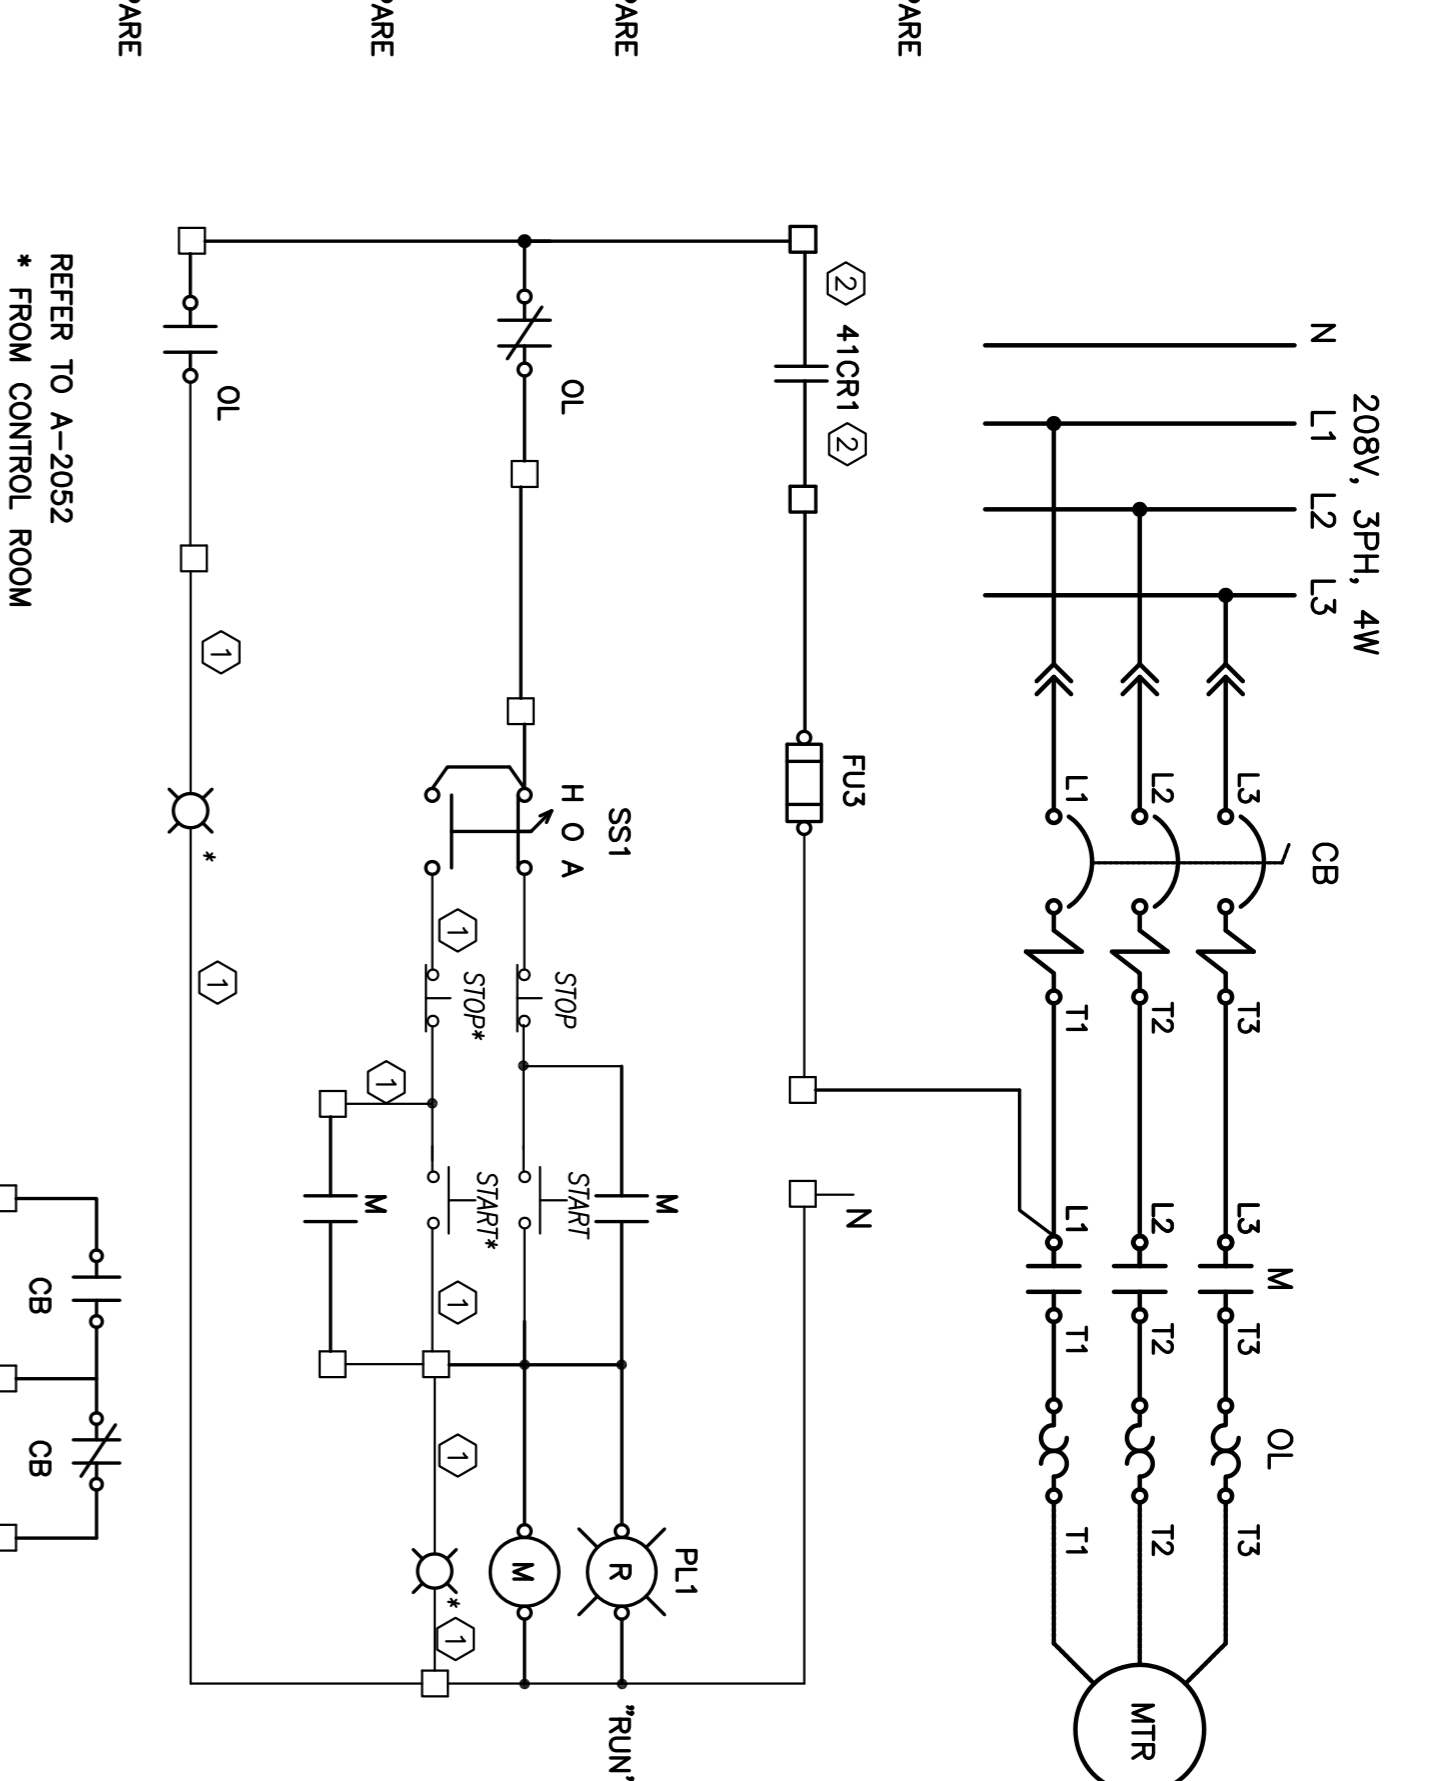 208V, 3PH, 4W
N
L1
L2
L3
CB
L3 T3 L3 M T3 OL T3
L2 T2 L2 T2 T2
L1 T1 L1 T1 T1
MTR
2 41CR1 2
FU3
N
OL
SS1
H O A
STOP
START
M
PL1
R
"RUN"
M
1
STOP*
START*
1
1
*
1
1
M
OL
1
*
1
CB
CB
REFER TO A-2052
* FROM CONTROL ROOM